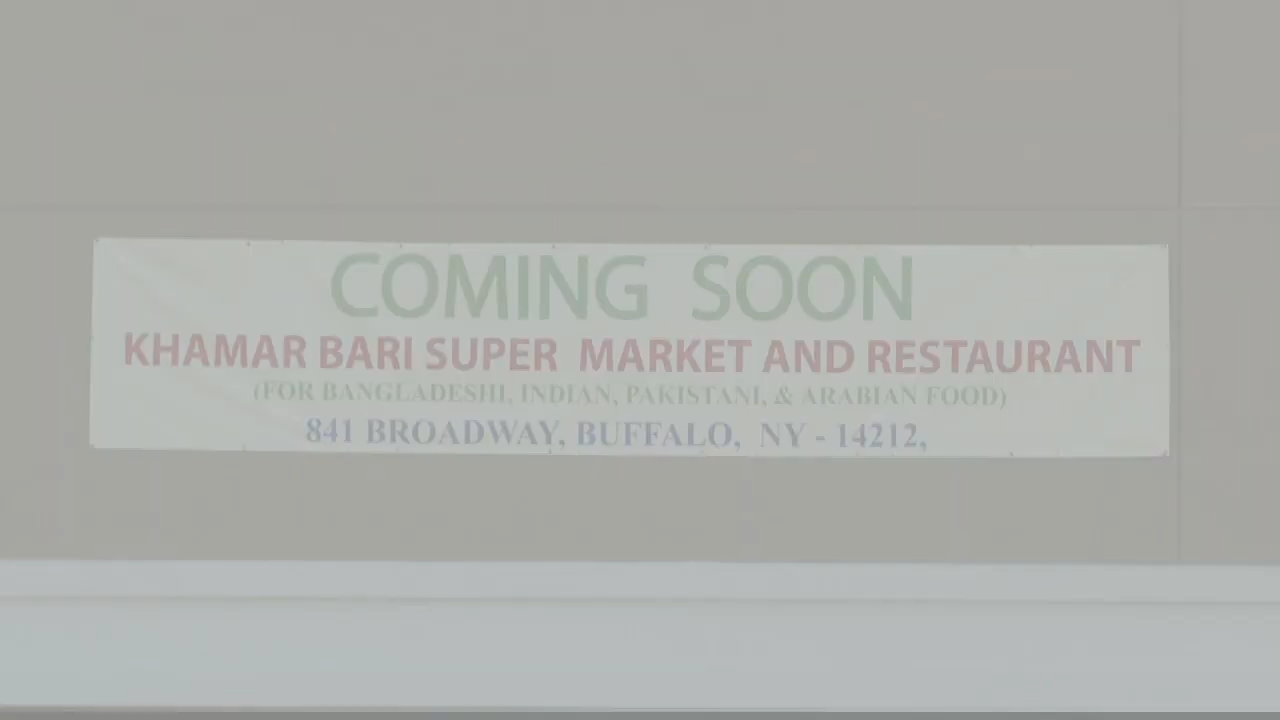 COMING SOON
KHAMAR BARI SUPER MARKET AND RESTAURANT
(FOR BANGLADESHI, INDIAN, PAKISTANI, & ARABIAN FOOD)
841 BROADWAY, BUFFALO, NY - 14212,